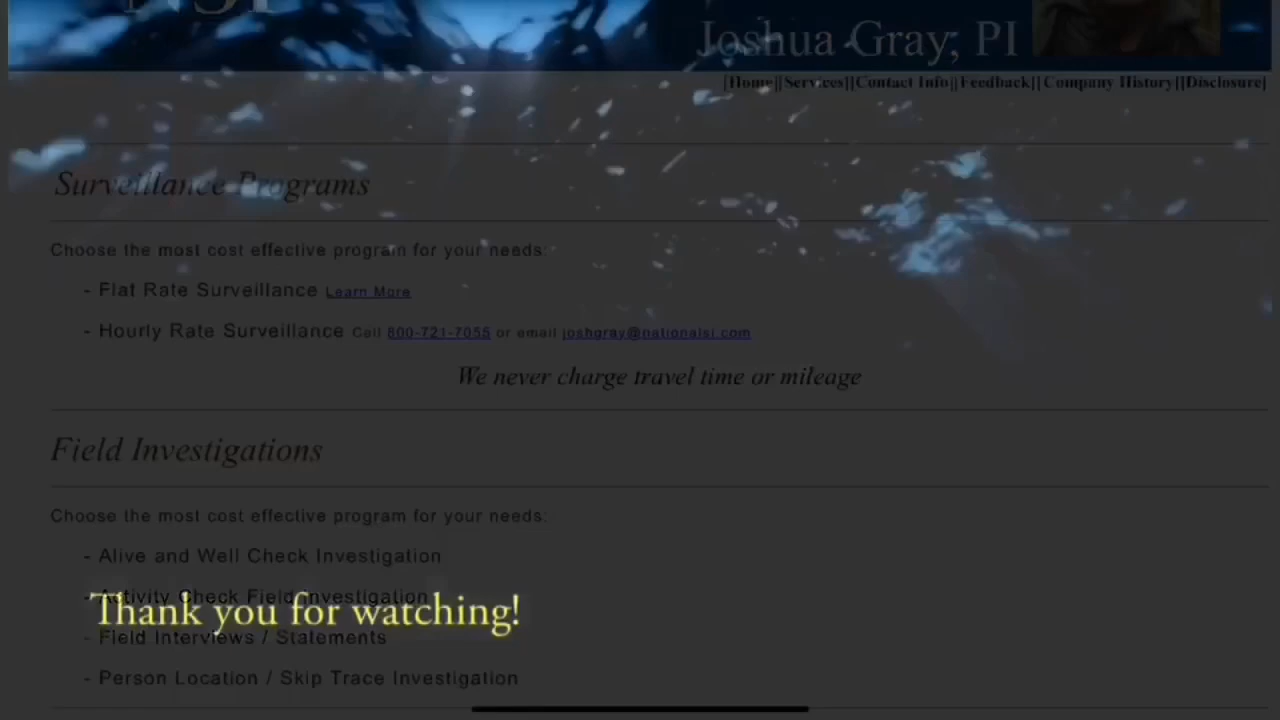 NSI
Joshua Gray, PI
[Home][Services][Contact Info][Feedback][Company History][Disclosure]
Surveillance Programs
Choose the most cost effective program for your needs:
- Flat Rate Surveillance Learn More
- Hourly Rate Surveillance Call 800-721-7055 or email joshgray@nationalsi.com
We never charge travel time or mileage
Field Investigations
Choose the most cost effective program for your needs:
- Alive and Well Check Investigation
- Activity Check Field Investigation
Thank you for watching!
- Field Interviews / Statements
- Person Location / Skip Trace Investigation